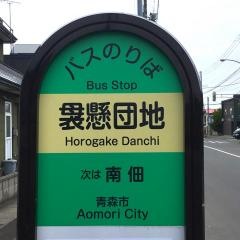 バスのりば
Bus Stop
袰懸団地
Horogake Danchi
次は 南佃
青森市
Aomori City